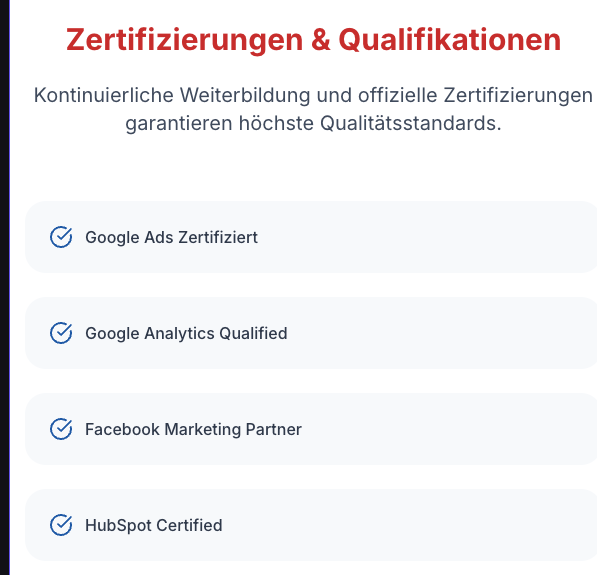 Zertifizierungen & Qualifikationen
Kontinuierliche Weiterbildung und offizielle Zertifizierungen
garantieren höchste Qualitätsstandards.
Google Ads Zertifiziert
Google Analytics Qualified
Facebook Marketing Partner
HubSpot Certified